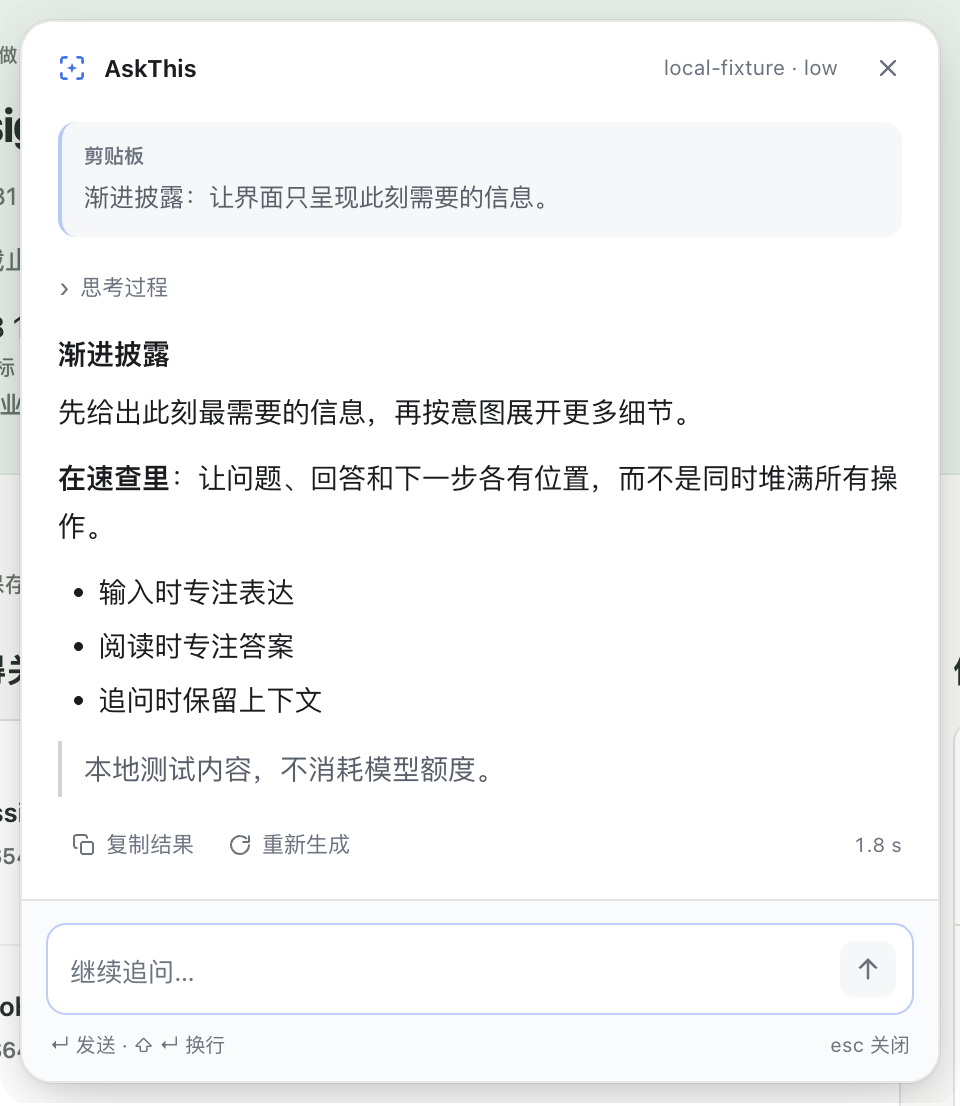 AskThis
local-fixture · low
剪贴板
渐进披露：让界面只呈现此刻需要的信息。
思考过程
渐进披露
先给出此刻最需要的信息，再按意图展开更多细节。
在速查里：让问题、回答和下一步各有位置，而不是同时堆满所有操
作。
• 输入时专注表达
• 阅读时专注答案
• 追问时保留上下文
本地测试内容，不消耗模型额度。
复制结果 重新生成 1.8 s
继续追问...
↵ 发送 · ⇧ ↵ 换行 esc 关闭